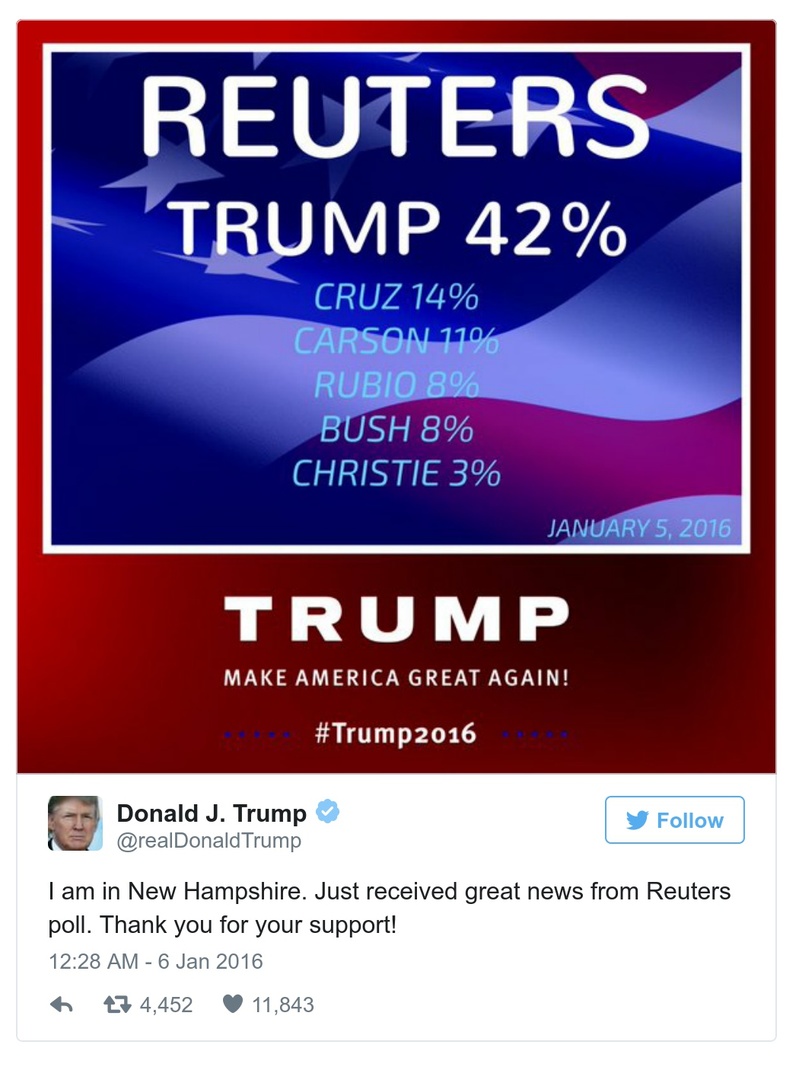 REUTERS
TRUMP 42%
CRUZ 14%
CARSON 11%
RUBIO 8%
BUSH 8%
CHRISTIE 3%
JANUARY 5, 2016
TRUMP
MAKE AMERICA GREAT AGAIN!
#Trump2016
Donald J. Trump
@realDonaldTrump
Follow
I am in New Hampshire. Just received great news from Reuters
poll. Thank you for your support!
12:28 AM - 6 Jan 2016
4,452 11,843